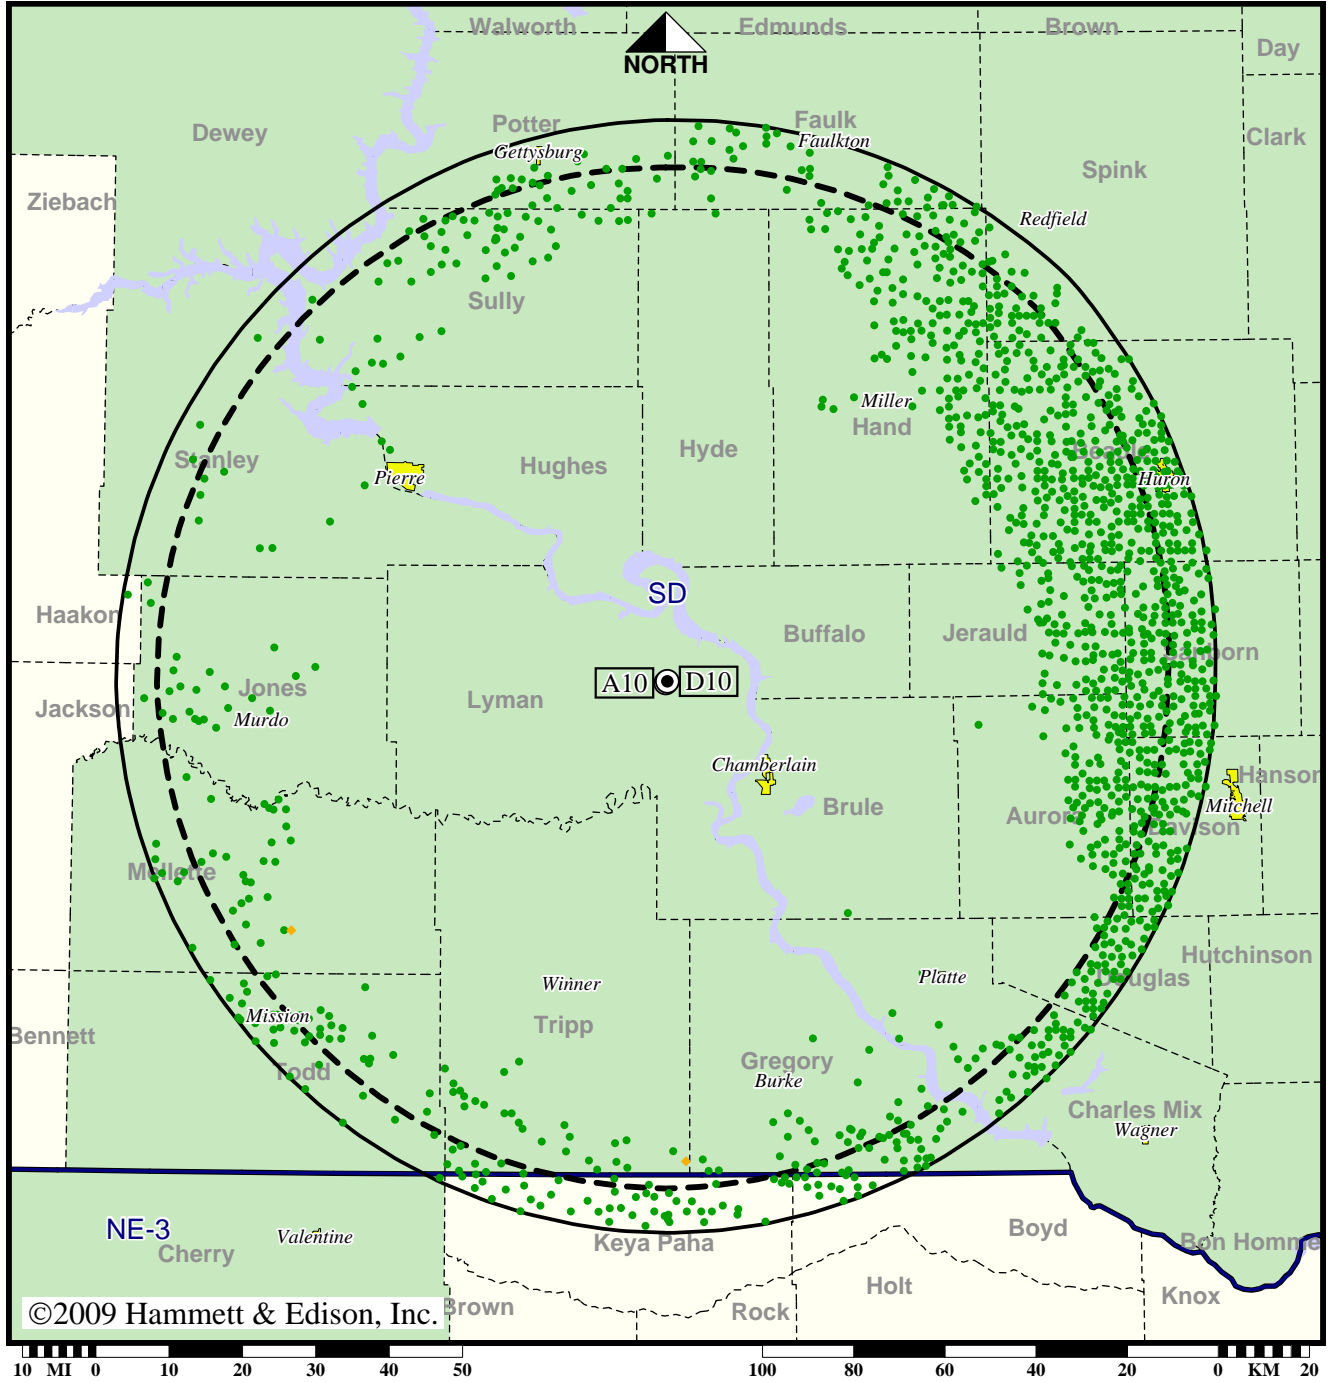 Walworth
Edmunds
Brown
Day
NORTH
Dewey
Potter
Gettysburg
Faulk
Faulkton
Clark
Spink
Ziebach
Redfield
Sully
Miller
Hand
Stanley
Pierre
Hughes
Hyde
Beadle
Huron
SD
Haakon
Buffalo
Jerauld
Sanborn
A10
D10
Jones
Murdo
Lyman
Jackson
Chamberlain
Brule
Aurora
Hanson
Mitchell
Davison
Mellette
Winner
Tripp
Platte
Hutchinson
Douglas
Mission
Bennett
Todd
Gregory
Burke
Charles Mix
Wagner
NE-3
Cherry
Valentine
Keya Paha
Boyd
Bon Homme
Holt
Knox
Brown
Rock
©2009 Hammett & Edison, Inc.
10 MI 0 10 20 30 40 50
100 80 60 40 20 0 KM 20